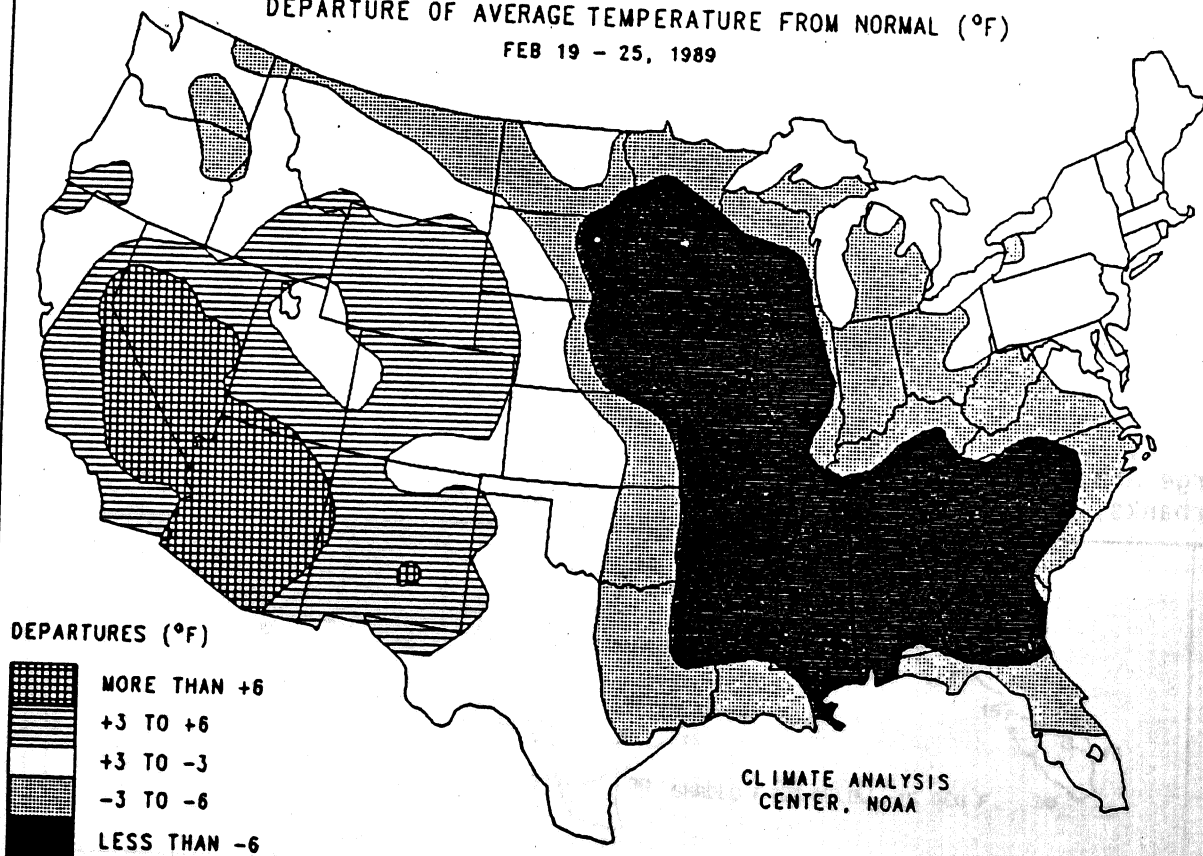 DEPARTURE OF AVERAGE TEMPERATURE FROM NORMAL (°F)
FEB 19 - 25, 1989
DEPARTURES (°F)
MORE THAN +6
+3 TO +6
+3 TO -3
-3 TO -6
LESS THAN -6
CLIMATE ANALYSIS
CENTER, NOAA